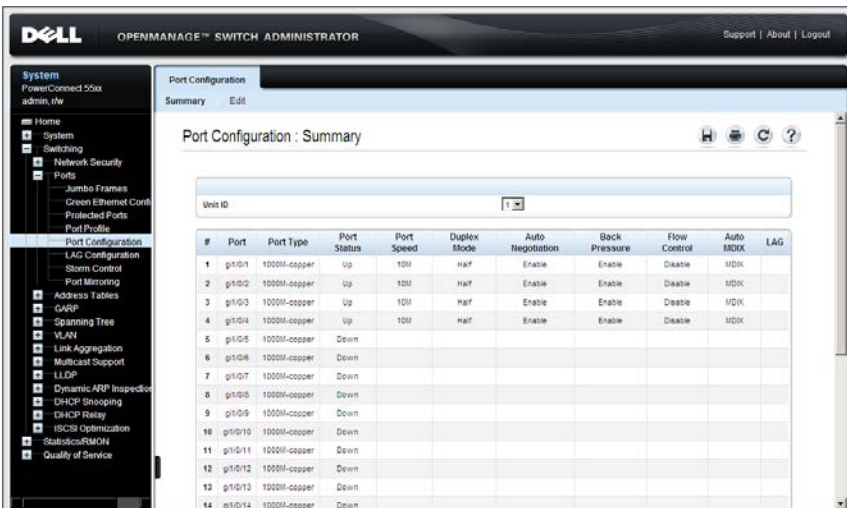 DELL
OPENMANAGE™ SWITCH ADMINISTRATOR
Support | About | Logout
System
PowerConnect 55xx
admin, r/w
Home
System
Switching
Network Security
Ports
Jumbo Frames
Green Ethernet Confi
Protected Ports
Port Profile
Port Configuration
LAG Configuration
Storm Control
Port Mirroring
Address Tables
GARP
Spanning Tree
VLAN
Link Aggregation
Multicast Support
LLDP
Dynamic ARP Inspection
DHCP Snooping
DHCP Relay
iSCSI Optimization
Statistics/RMON
Quality of Service
Port Configuration
Summary Edit
Port Configuration : Summary
Unit ID 1
# Port Port Type Port Status Port Speed Duplex Mode Auto Negotiation Back Pressure Flow Control Auto MDIX LAG
1 gi1/0/1 1000M-copper Up 10M Half Enable Enable Disable MDIX
2 gi1/0/2 1000M-copper Up 10M Half Enable Enable Disable MDIX
3 gi1/0/3 1000M-copper Up 10M Half Enable Enable Disable MDIX
4 gi1/0/4 1000M-copper Up 10M Half Enable Enable Disable MDIX
5 gi1/0/5 1000M-copper Down
6 gi1/0/6 1000M-copper Down
7 gi1/0/7 1000M-copper Down
8 gi1/0/8 1000M-copper Down
9 gi1/0/9 1000M-copper Down
10 gi1/0/10 1000M-copper Down
11 gi1/0/11 1000M-copper Down
12 gi1/0/12 1000M-copper Down
13 gi1/0/13 1000M-copper Down
14 gi1/0/14 1000M-copper Down